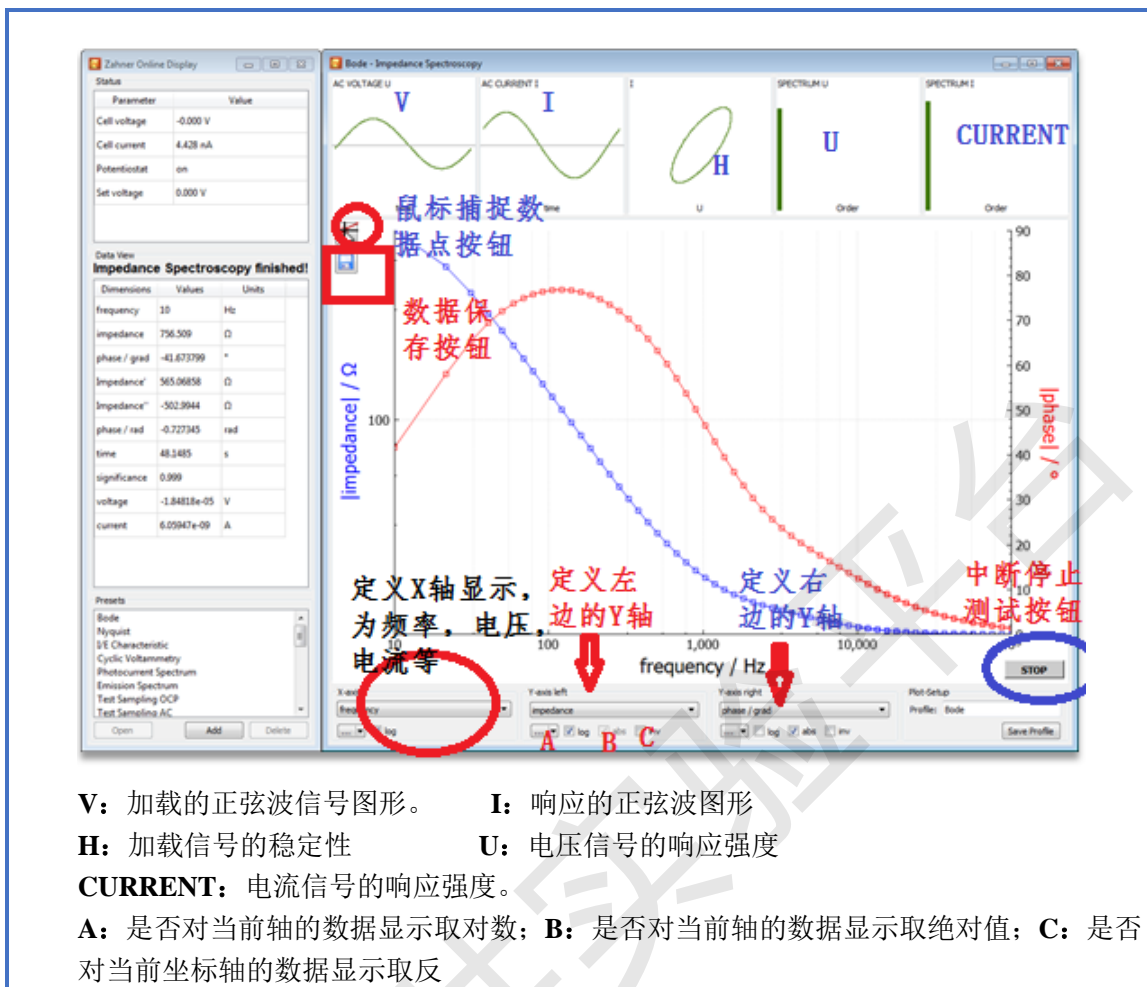 Zahner Online Display
Status
Parameter Value
Cell voltage -0.000 V
Cell current 4.428 nA
Potentiostat on
Set voltage 0.000 V
Data View
Impedance Spectroscopy finished!
Dimensions Values Units
frequency 10 Hz
impedance 756.509 Ω
phase / grad -41.673799 °
Impedance' 565.06858 Ω
Impedance'' -502.9944 Ω
phase / rad -0.727345 rad
time 48.1485 s
significance 0.999
voltage -1.84818e-05 V
current 6.05947e-09 A
Presets
Bode
Nyquist
I/E Characteristic
Cyclic Voltammetry
Photocurrent Spectrum
Emission Spectrum
Test Sampling OCP
Test Sampling AC
Open Add Delete
Bode - Impedance Spectroscopy
AC VOLTAGE U AC CURRENT I I SPECTRUM U SPECTRUM I
V I H U CURRENT
time U Order Order
鼠标捕捉数
据点按钮
数据保
存按钮
|impedance| / Ω
100
90
80
70
60
50
40
30
20
10
0
|phase| / °
定义X轴显示，
为频率，电压，
电流等
定义左
边的Y轴
定义右
边的Y轴
中断停止
测试按钮
10 100 1,000 10,000
frequency / Hz
STOP
X-axis Y-axis left Y-axis right Plot-Setup
frequency impedance phase / grad Profile: Bode
... log ... log abs inv ... log abs inv Save Profile
A B C
V：加载的正弦波信号图形。 I：响应的正弦波图形
H：加载信号的稳定性 U：电压信号的响应强度
CURRENT：电流信号的响应强度。
A：是否对当前轴的数据显示取对数；B：是否对当前轴的数据显示取绝对值；C：是否
对当前坐标轴的数据显示取反
实验平台